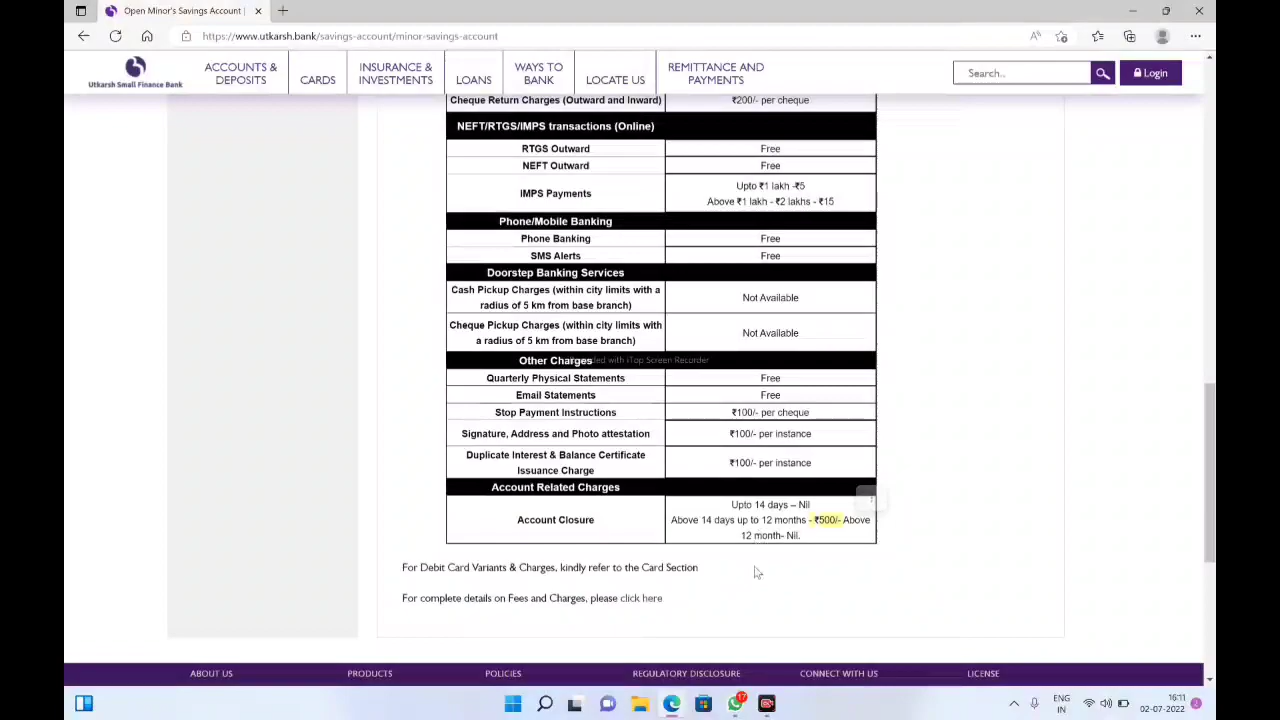 Open Minor's Savings Account |
https://www.utkarsh.bank/savings-account/minor-savings-account
Utkarsh Small Finance Bank
ACCOUNTS &
DEPOSITS
CARDS
INSURANCE &
INVESTMENTS
LOANS
WAYS TO
BANK
LOCATE US
REMITTANCE AND
PAYMENTS
Search...
Login
Cheque Return Charges (Outward and Inward) ₹200/- per cheque
NEFT/RTGS/IMPS transactions (Online)
RTGS Outward Free
NEFT Outward Free
IMPS Payments
Upto ₹1 lakh -₹5
Above ₹1 lakh - ₹2 lakhs - ₹15
Phone/Mobile Banking
Phone Banking Free
SMS Alerts Free
Doorstep Banking Services
Cash Pickup Charges (within city limits with a
radius of 5 km from base branch)
Not Available
Cheque Pickup Charges (within city limits with
a radius of 5 km from base branch)
Not Available
Other Charges
with iTop Screen Recorder
Quarterly Physical Statements Free
Email Statements Free
Stop Payment Instructions ₹100/- per cheque
Signature, Address and Photo attestation ₹100/- per instance
Duplicate Interest & Balance Certificate
Issuance Charge
₹100/- per instance
Account Related Charges
Account Closure
Upto 14 days – Nil
Above 14 days up to 12 months - ₹500/- Above
12 month- Nil.
For Debit Card Variants & Charges, kindly refer to the Card Section
For complete details on Fees and Charges, please click here
ABOUT US PRODUCTS POLICIES REGULATORY DISCLOSURE CONNECT WITH US LICENSE
17
ENG
IN
16:11
02-07-2022